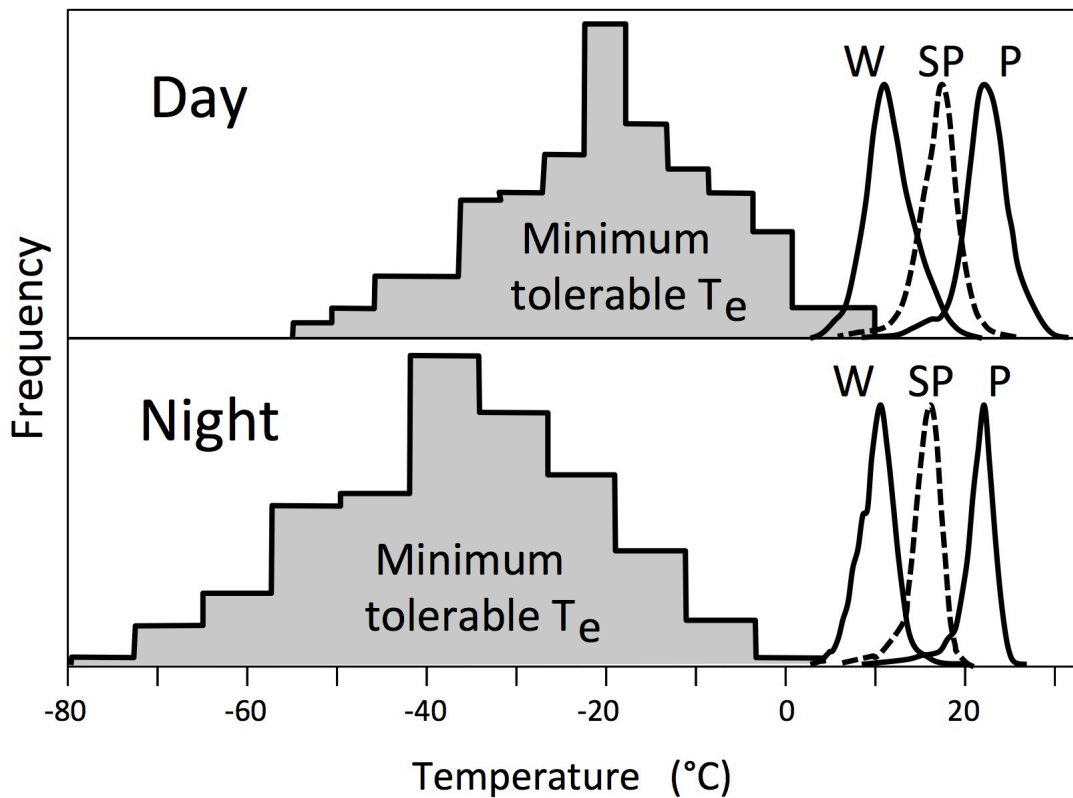 Day
W SP P
Minimum
tolerable Te
Frequency
Night
W SP P
Minimum
tolerable Te
-80 -60 -40 -20 0 20
Temperature (°C)